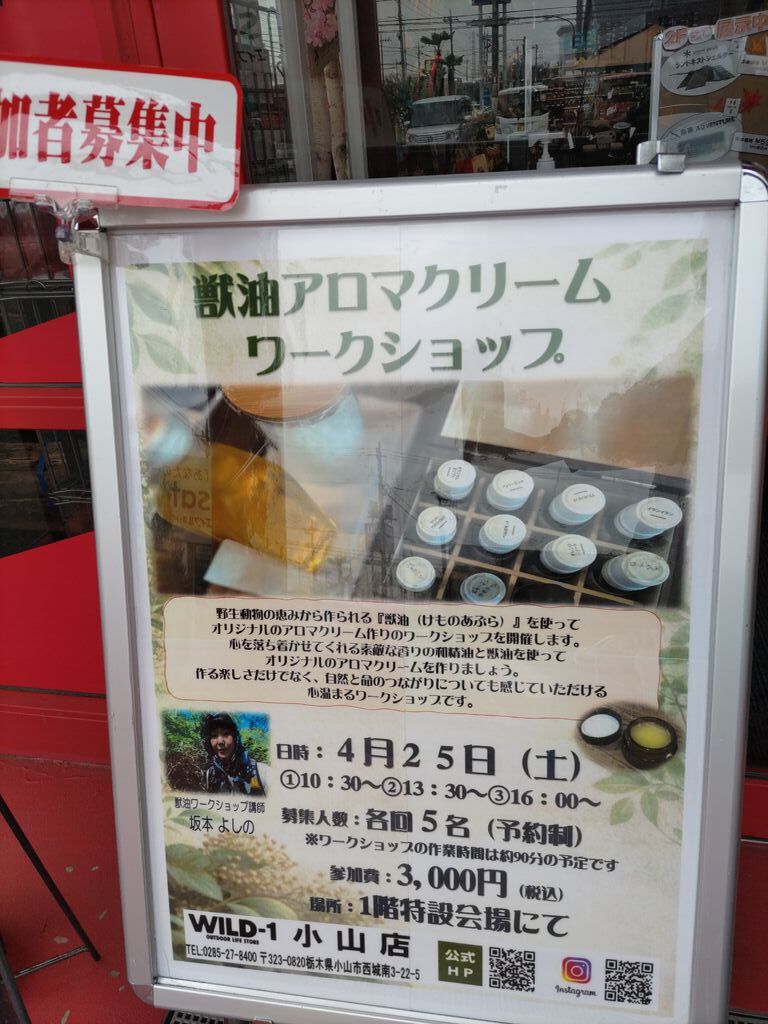 加者募集中
獣油アロマクリーム
ワークショップ
野生動物の恵みから作られる『獣油（けものあぶら）』を使って
オリジナルのアロマクリーム作りのワークショップを開催します。
心を落ち着かせてくれる素敵な香りの和精油と獣油を使って
オリジナルのアロマクリームを作りましょう。
作る楽しさだけでなく、自然と命のつながりについても感じていただける
心温まるワークショップです。
日時：４月２５日（土）
①10：30～②13：30～③16：00～
獣油ワークショップ講師
坂本 よしの
募集人数：各回５名（予約制）
※ワークショップの作業時間は約90分の予定です
参加費：3,000円（税込）
場所：1階特設会場にて
WILD-1 小山店
OUTDOOR LIFE STORE
TEL:0285-27-8400 〒323-0820栃木県小山市西城南3-22-5
公式
HP
Instagram